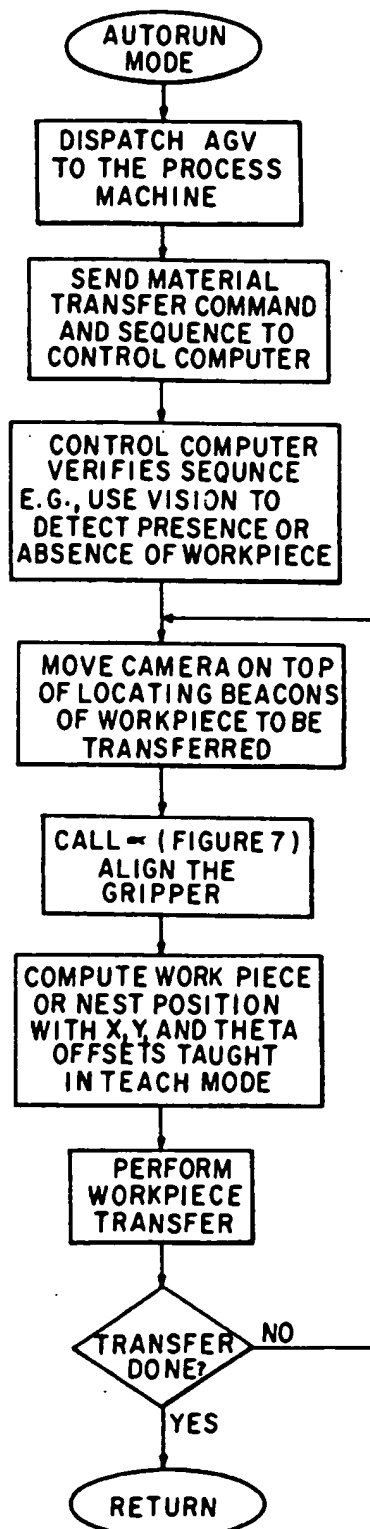 AUTORUN
MODE
DISPATCH AGV
TO THE PROCESS
MACHINE
SEND MATERIAL
TRANSFER COMMAND
AND SEQUENCE TO
CONTROL COMPUTER
CONTROL COMPUTER
VERIFIES SEQUNCE
E.G., USE VISION TO
DETECT PRESENCE OR
ABSENCE OF WORKPIECE
MOVE CAMERA ON TOP
OF LOCATING BEACONS
OF WORKPIECE TO BE
TRANSFERRED
CALL ∝ (FIGURE 7)
ALIGN THE
GRIPPER
COMPUTE WORK PIECE
OR NEST POSITION
WITH X,Y, AND THETA
OFFSETS TAUGHT
IN TEACH MODE
PERFORM
WORKPIECE
TRANSFER
TRANSFER
DONE?
NO
YES
RETURN